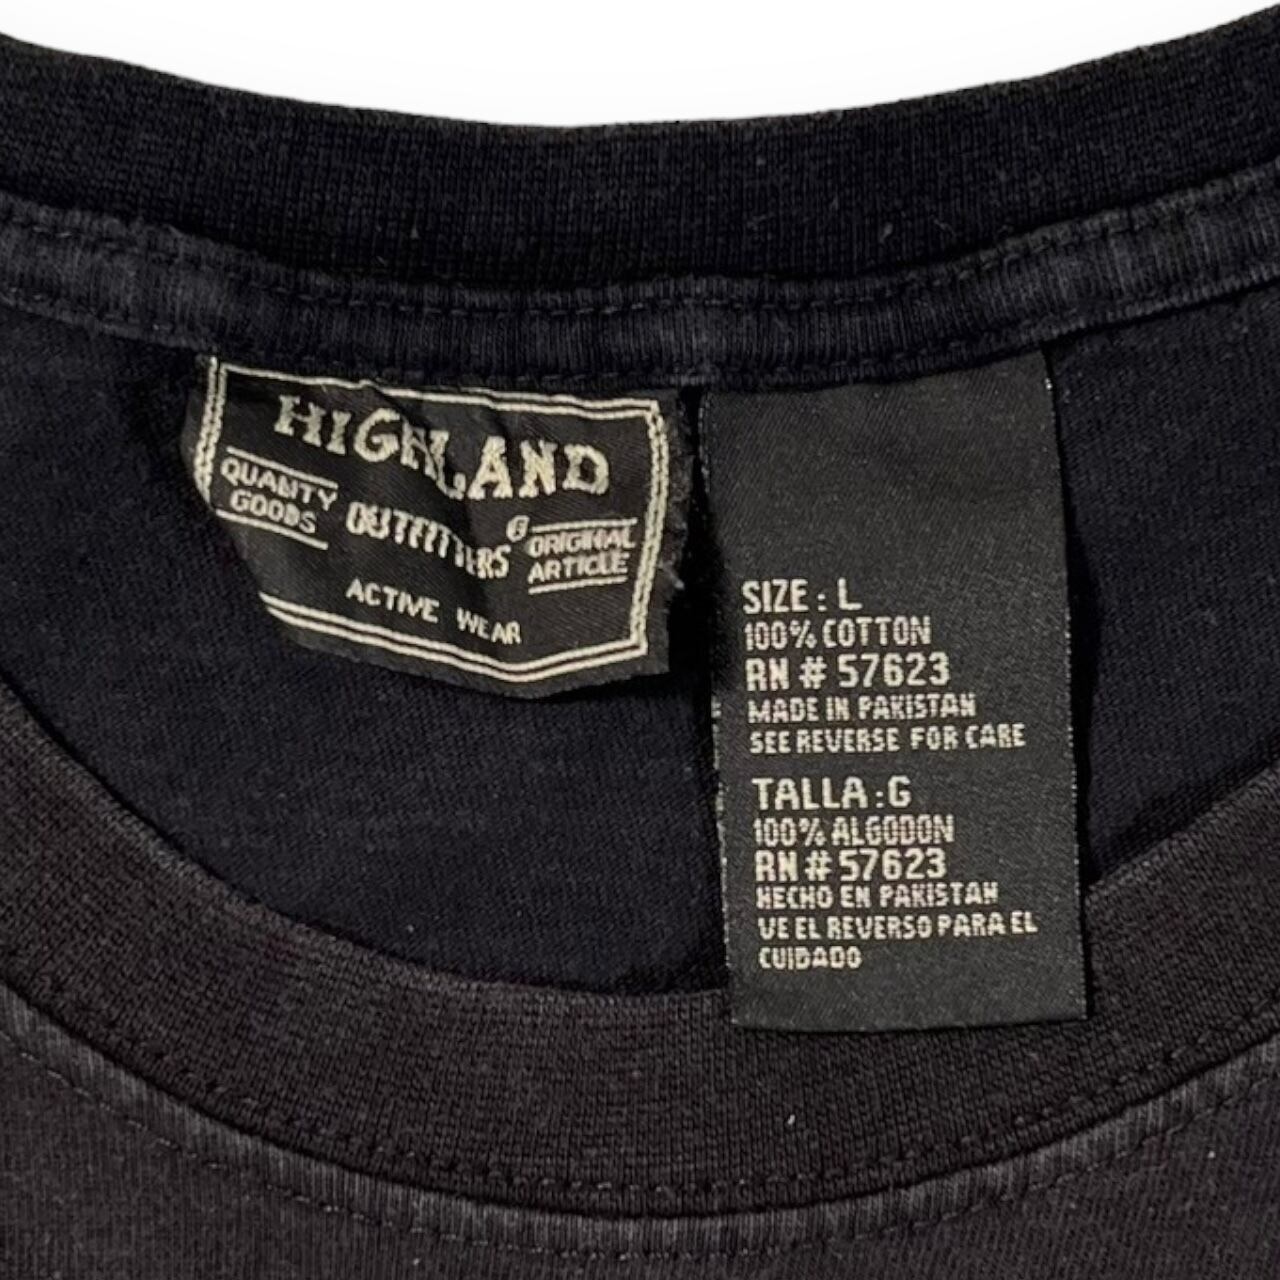 HIGHLAND
QUALITY
GOODS
OUTFITTERS
ORIGINAL
ARTICLE
ACTIVE WEAR
SIZE : L
100% COTTON
RN # 57623
MADE IN PAKISTAN
SEE REVERSE FOR CARE
TALLA : G
100% ALGODON
RN # 57623
HECHO EN PAKISTAN
VE EL REVERSO PARA EL
CUIDADO